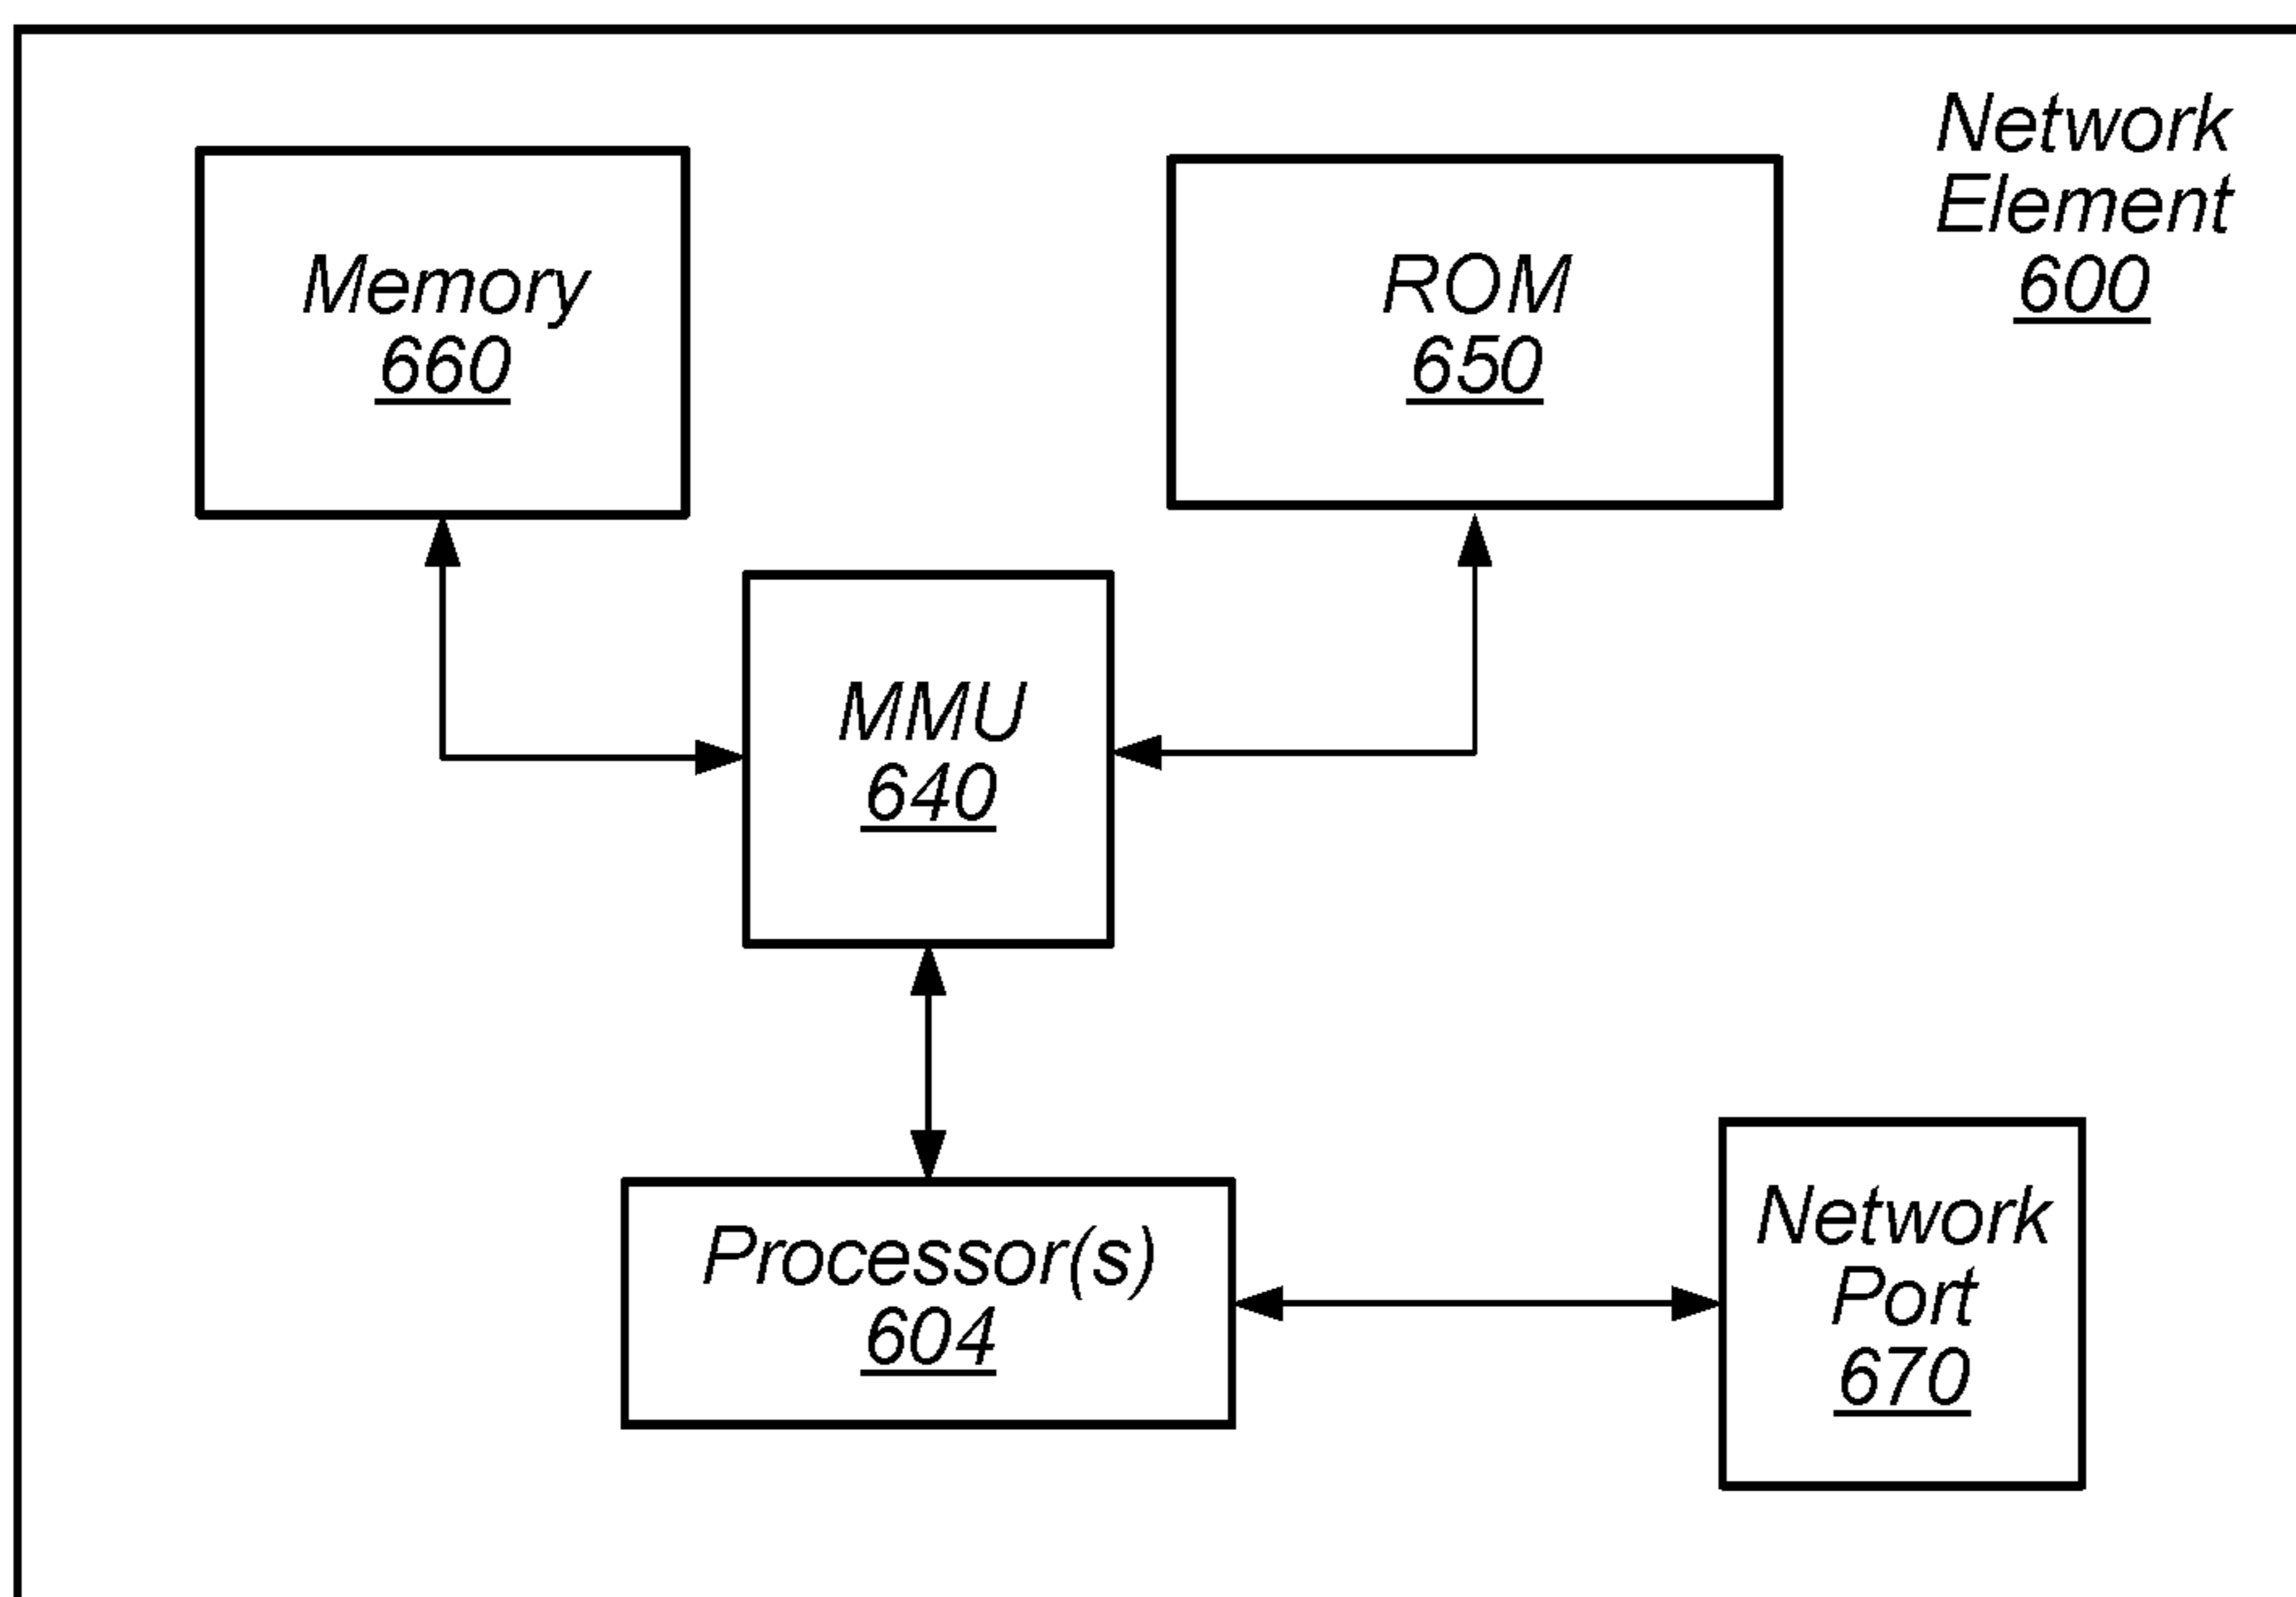 Network
Element
600
Memory
660
ROM
650
MMU
640
Processor(s)
604
Network
Port
670